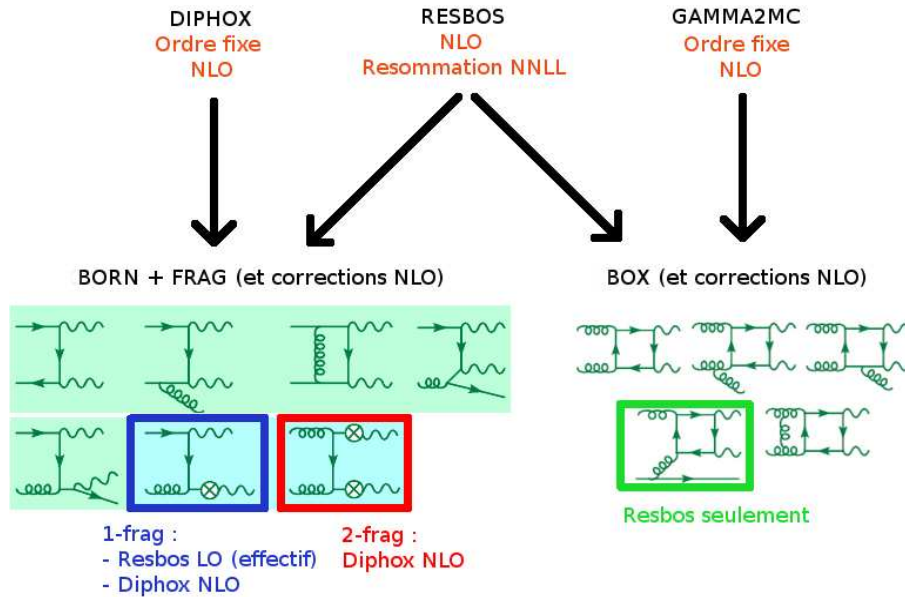 DIPHOX
Ordre fixe
NLO
RESBOS
NLO
Resommation NNLL
GAMMA2MC
Ordre fixe
NLO
BORN + FRAG (et corrections NLO)
BOX (et corrections NLO)
1-frag :
- Resbos LO (effectif)
- Diphox NLO
2-frag :
Diphox NLO
Resbos seulement